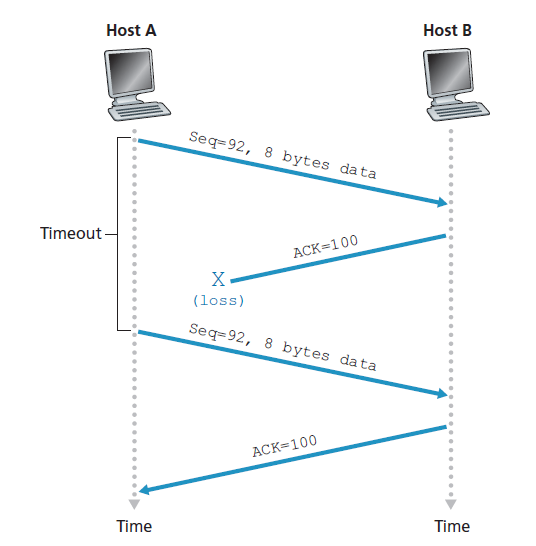 Host A
Host B
Seq=92, 8 bytes data
Timeout
ACK=100
X
(loss)
Seq=92, 8 bytes data
ACK=100
Time
Time